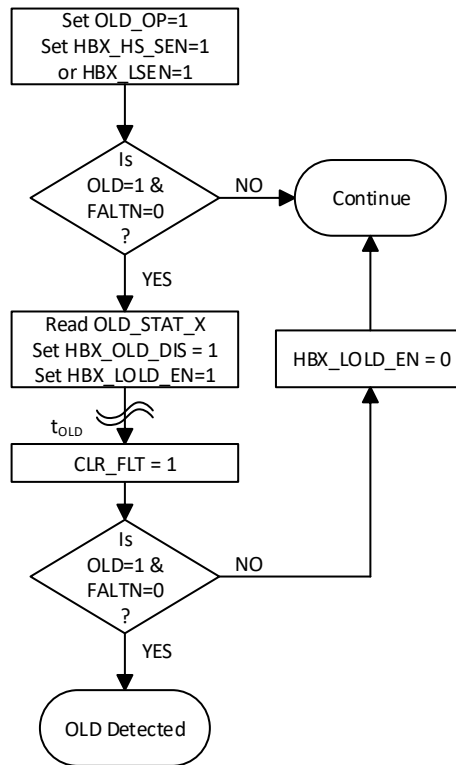 Set OLD_OP=1
Set HBX_HS_SEN=1
or HBX_LSEN=1
Is
OLD=1 &
FALTN=0
?
NO
Continue
YES
Read OLD_STAT_X
Set HBX_OLD_DIS = 1
Set HBX_LOLD_EN=1
HBX_LOLD_EN = 0
tOLD
CLR_FLT = 1
Is
OLD=1 &
FALTN=0
?
NO
YES
OLD Detected